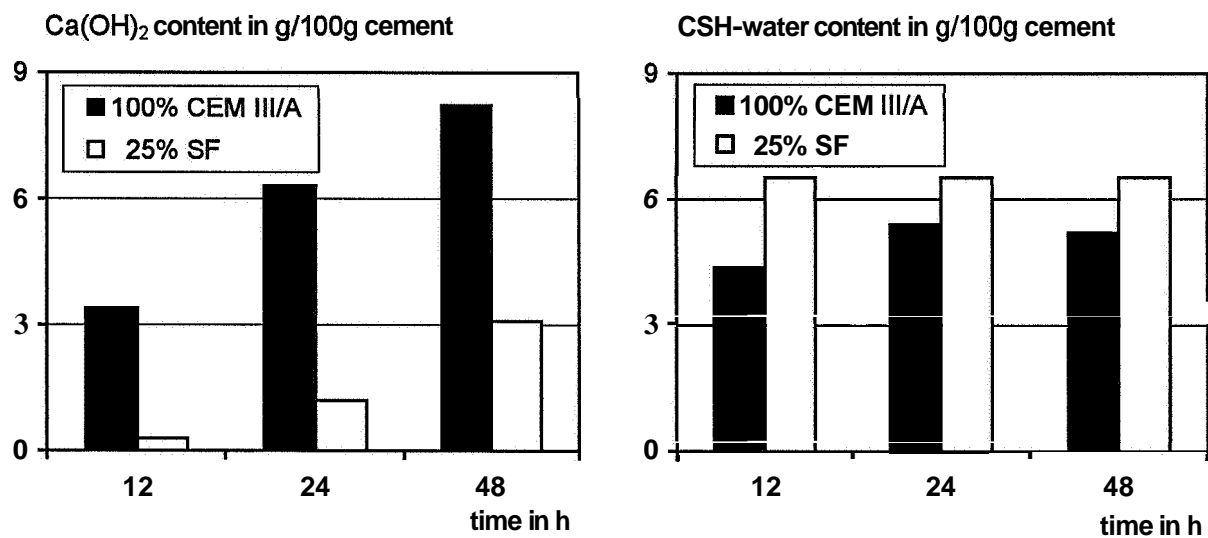 Ca(OH)₂ content in g/100g cement
9
■ 100% CEM III/A
□ 25% SF
6
3
0
12 24 48
time in h
CSH-water content in g/100g cement
9
■ 100% CEM III/A
□ 25% SF
6
3
0
12 24 48
time in h